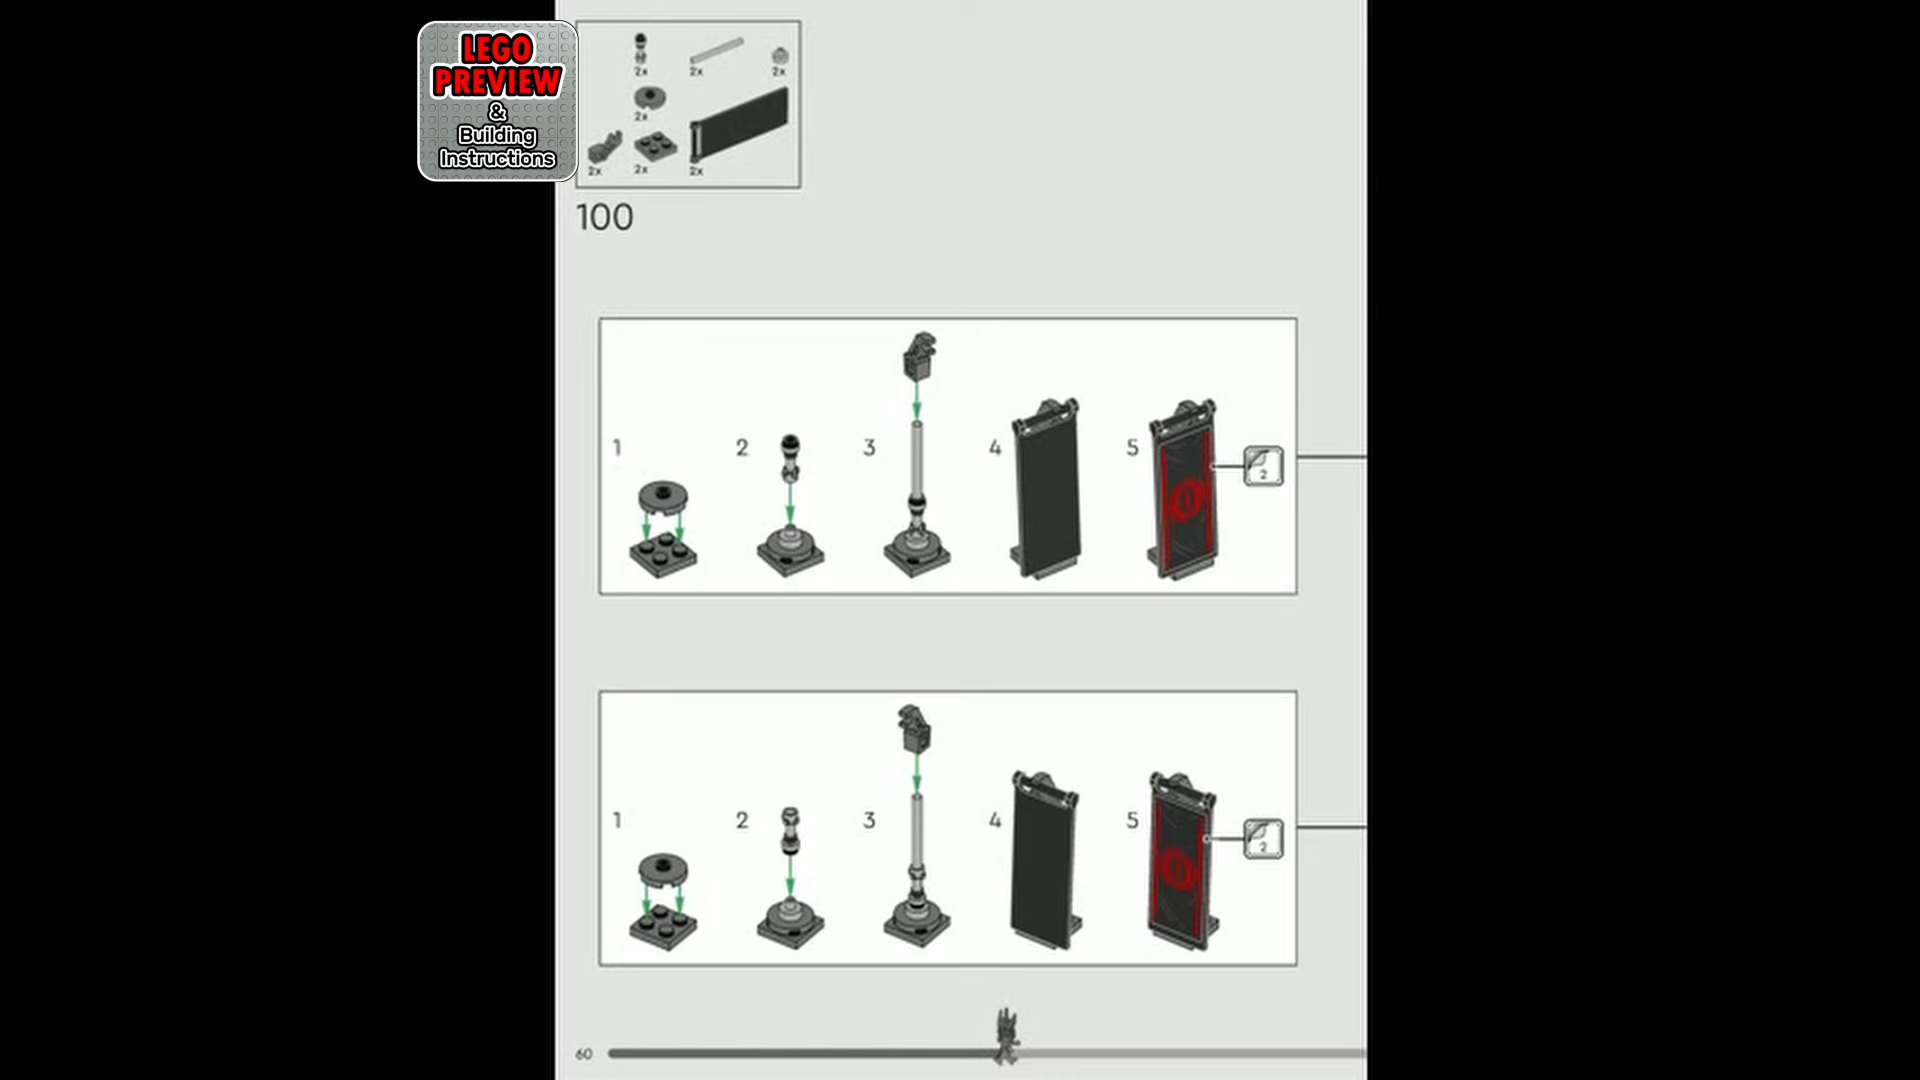 LEGO
PREVIEW
&
Building
Instructions
2x 2x 2x
2x
2x 2x 2x
100
1 2 3 4 5 2
1 2 3 4 5 2
60